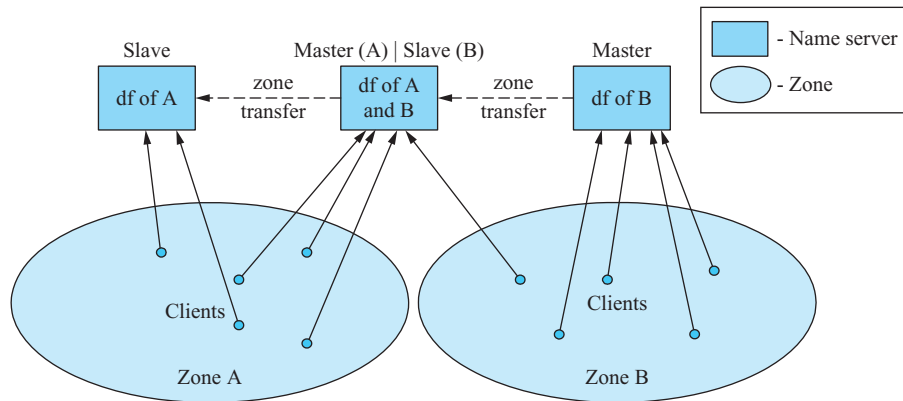 Slave
Master (A) | Slave (B)
Master
- Name server
- Zone
df of A
zone
transfer
df of A
and B
zone
transfer
df of B
Clients
Clients
Zone A
Zone B